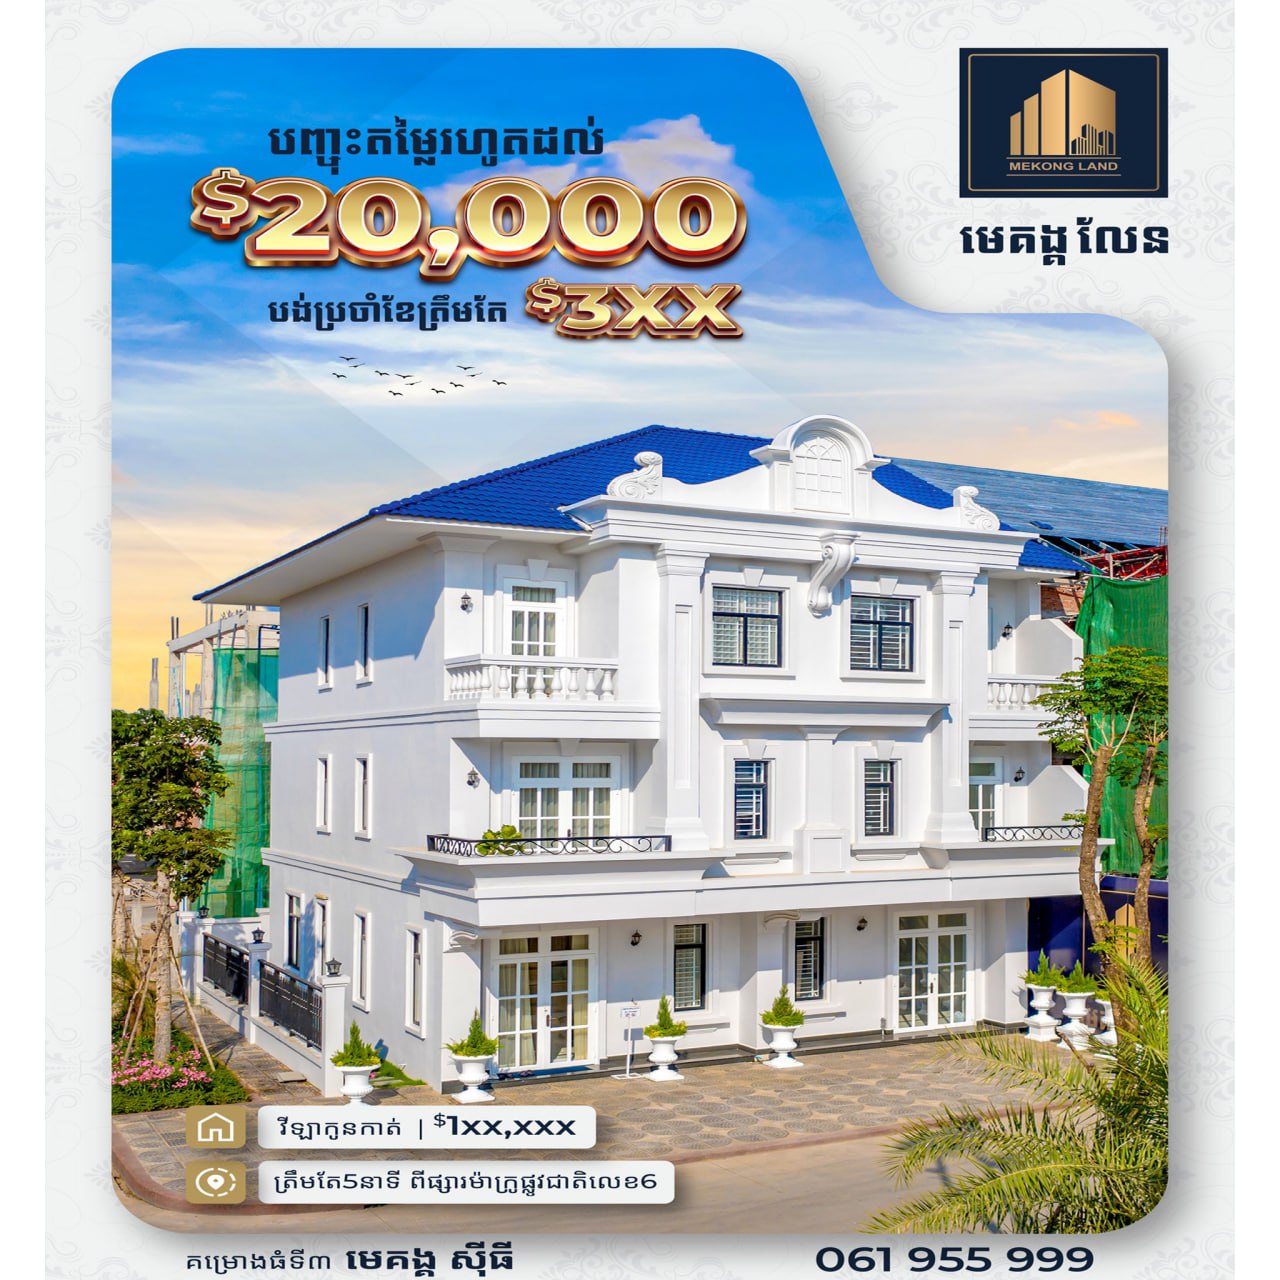 MEKONG LAND
មេគង្គ លែន
បញ្ចុះតម្លៃរហូតដល់
$20,000
បង់ប្រចាំខែត្រឹមតែ $3XX
វីឡាកូនកាត់ | $1xx,xxx
ត្រឹមតែ5នាទី ពីផ្សារម៉ាក្រូផ្លូវជាតិលេខ6
គម្រោងធំទី៣ មេគង្គ ស៊ីធី
061 955 999